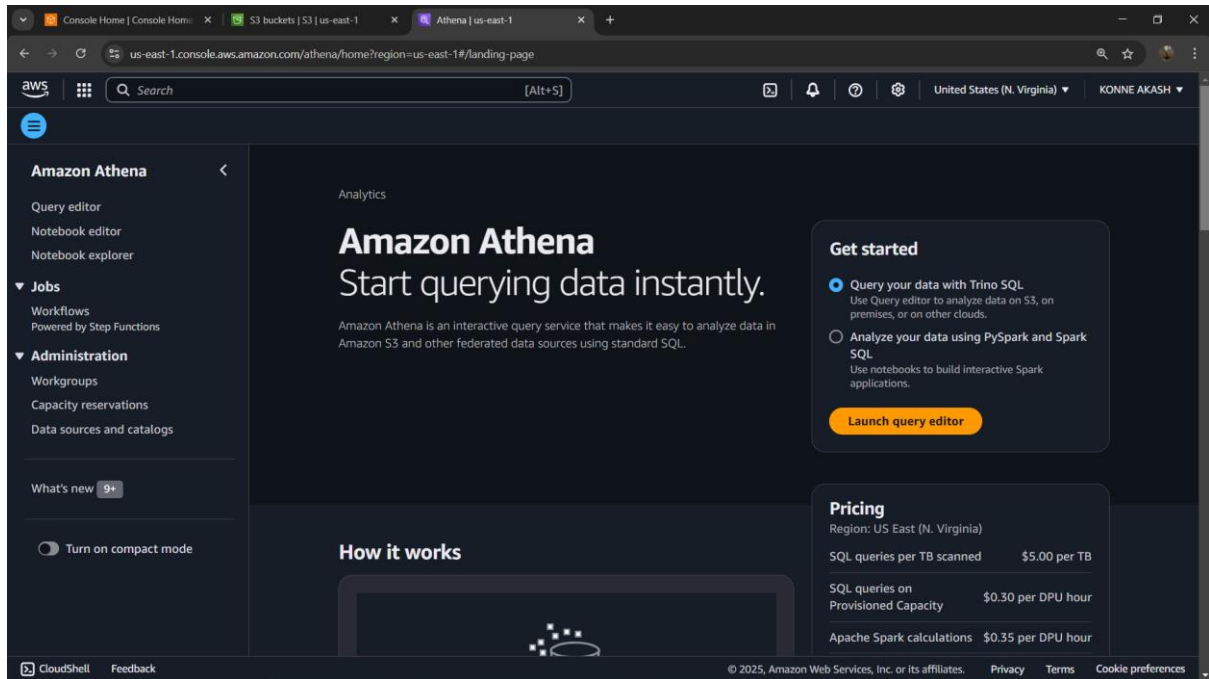 Console Home | Console Home
S3 buckets | S3 | us-east-1
Athena | us-east-1
us-east-1.console.aws.amazon.com/athena/home?region=us-east-1#/landing-page
aws
Search
[Alt+S]
United States (N. Virginia)
KONNE AKASH
Amazon Athena
Query editor
Notebook editor
Notebook explorer
Jobs
Workflows
Powered by Step Functions
Administration
Workgroups
Capacity reservations
Data sources and catalogs
What's new 9+
Turn on compact mode
Analytics
Amazon Athena
Start querying data instantly.
Amazon Athena is an interactive query service that makes it easy to analyze data in
Amazon S3 and other federated data sources using standard SQL.
Get started
Query your data with Trino SQL
Use Query editor to analyze data on S3, on
premises, or on other clouds.
Analyze your data using PySpark and Spark
SQL
Use notebooks to build interactive Spark
applications.
Launch query editor
How it works
Pricing
Region: US East (N. Virginia)
SQL queries per TB scanned $5.00 per TB
SQL queries on
Provisioned Capacity
$0.30 per DPU hour
Apache Spark calculations $0.35 per DPU hour
CloudShell Feedback
© 2025, Amazon Web Services, Inc. or its affiliates. Privacy Terms Cookie preferences